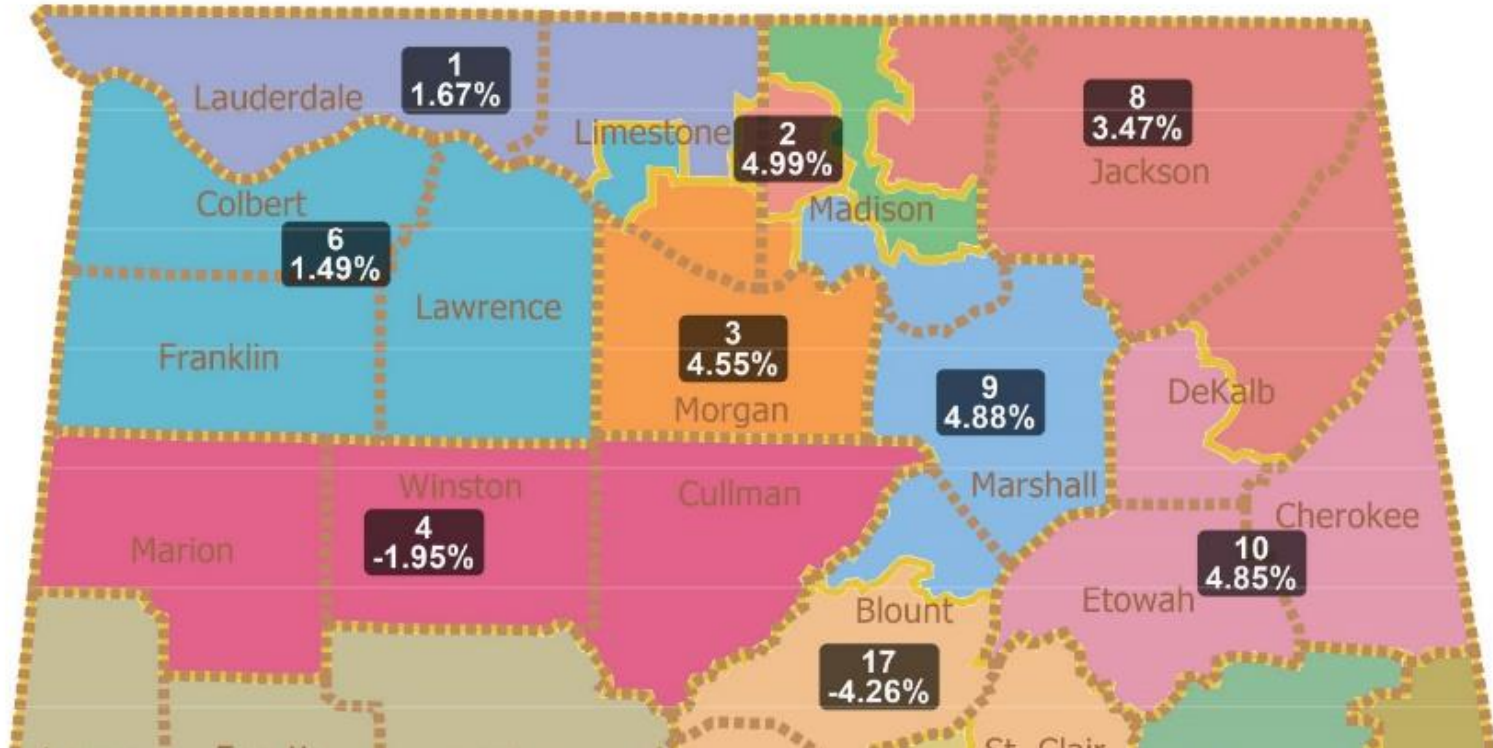 1
1.67%
Lauderdale
8
3.47%
Limestone
2
4.99%
Jackson
Colbert
Madison
6
1.49%
Lawrence
3
4.55%
Franklin
9
4.88%
DeKalb
Morgan
Winston
Cullman
Marshall
4
-1.95%
Cherokee
Marion
10
4.85%
Blount
Etowah
17
-4.26%
St. Clair